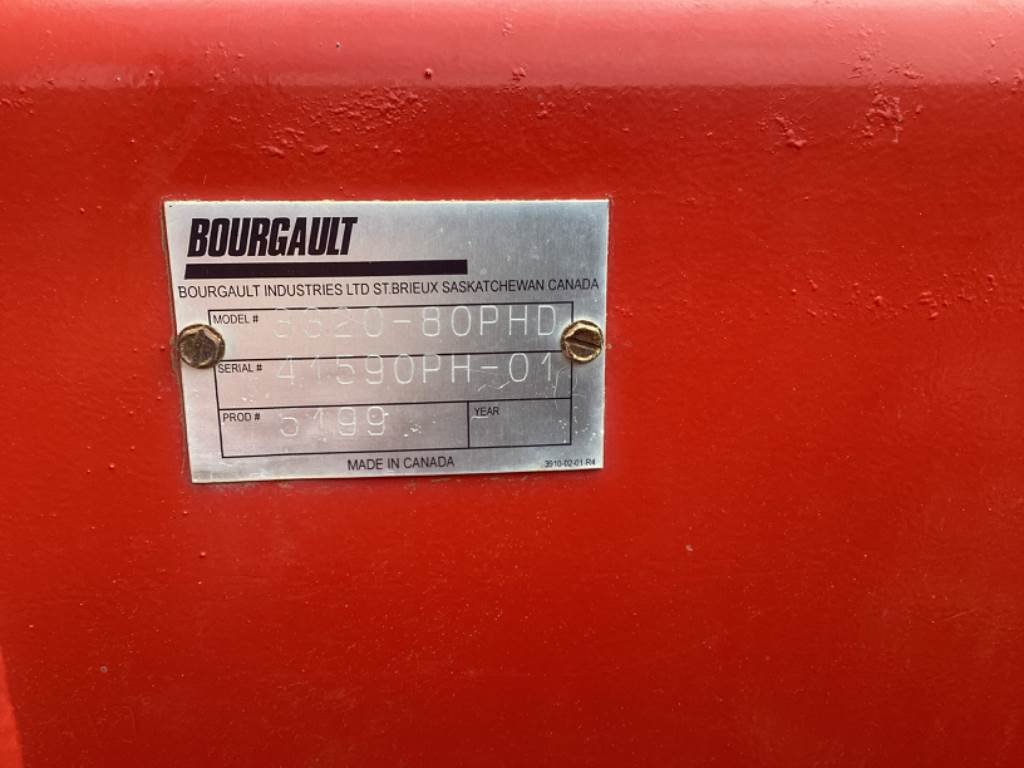 BOURGAULT
BOURGAULT INDUSTRIES LTD ST.BRIEUX SASKATCHEWAN CANADA
MODEL # 3320-80PHD
SERIAL # 41590PH-01
PROD # 5199 YEAR
MADE IN CANADA 3910-02-01-R4